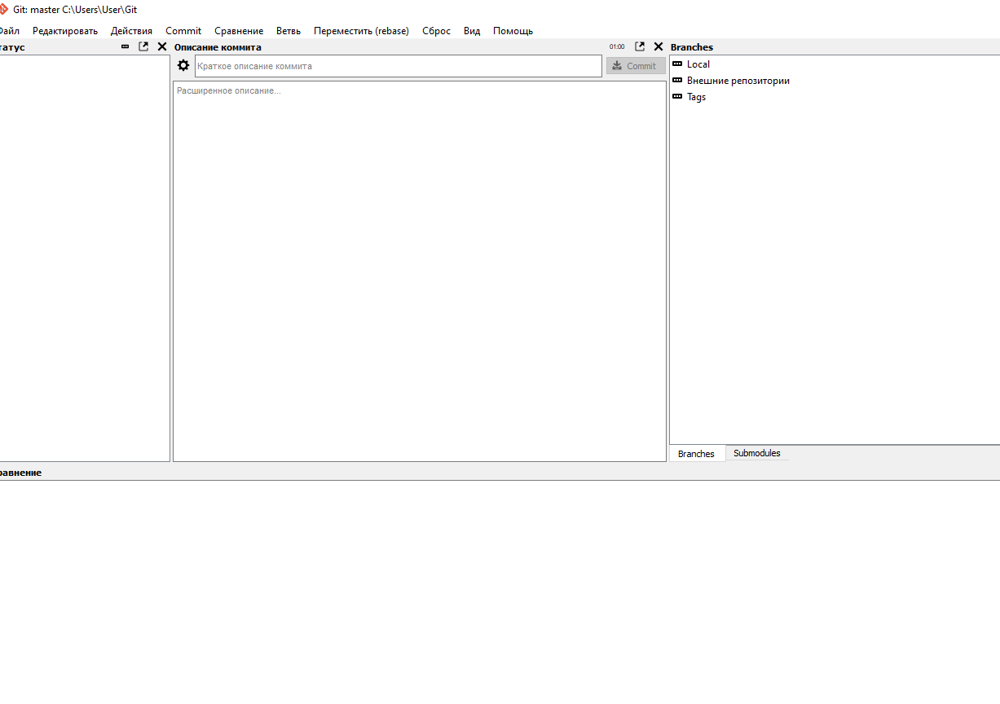 Git: master C:\Users\User\Git
Файл Редактировать Действия Commit Сравнение Ветвь Переместить (rebase) Сброс Вид Помощь
татус Описание коммита 01:00 Branches
Краткое описание коммита Commit Local
Внешние репозитории
Расширенное описание...
Tags
Branches Submodules
равнение